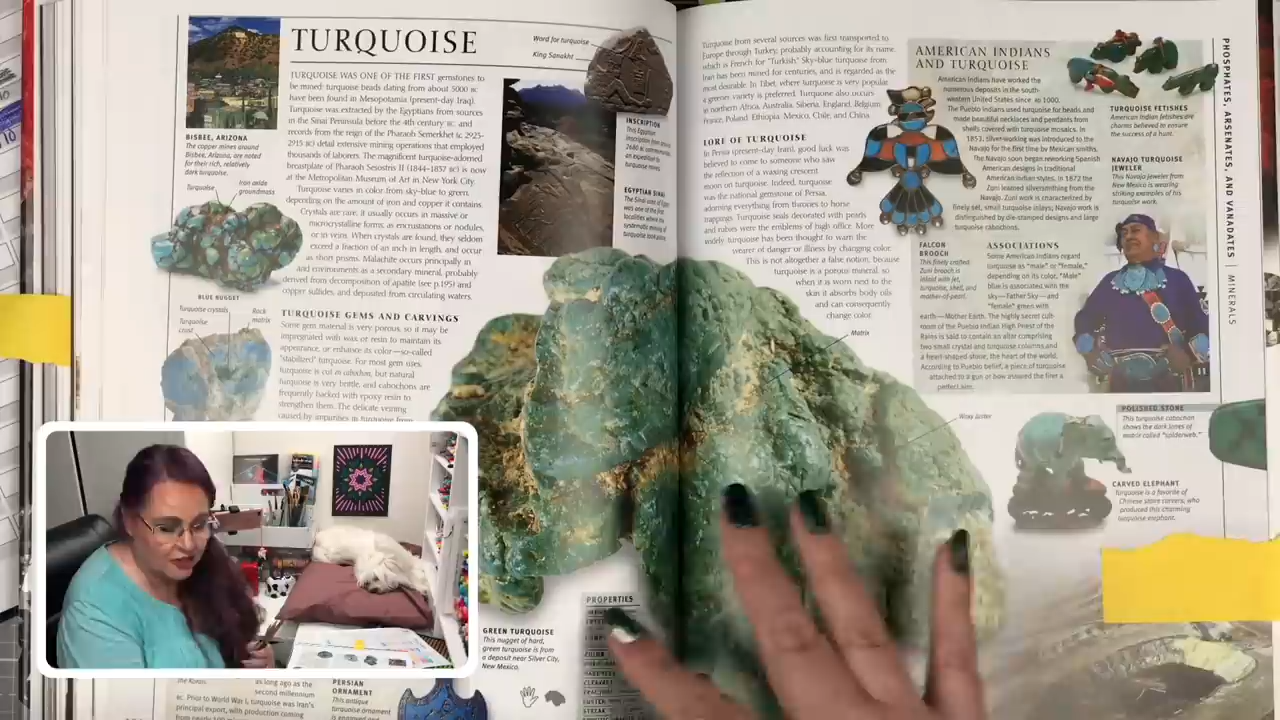 TURQUOISE
Word for turquoise
King Sanakht
TURQUOISE WAS ONE OF THE FIRST gemstones to
be mined: turquoise beads dating from about 5000 BC
have been found in Mesopotamia (present-day Iraq).
Turquoise was extracted by the Egyptians from sources
in the Sinai Peninsula before the 4th century BC, and
records from the reign of the Pharaoh Semerkhet (c. 2925–
2915 BC) detail extensive mining operations that employed
thousands of laborers. The magnificent turquoise-adorned
breastplate of Pharaoh Sesostris II (1844–1837 BC) is now
at the Metropolitan Museum of Art in New York City.
Turquoise varies in color from sky-blue to green,
depending on the amount of iron and copper it contains.
Crystals are rare, it usually occurs in massive or
microcrystalline forms, as encrustations or nodules,
or in veins. When crystals are found, they seldom
exceed a fraction of an inch in length, and occur
as short prisms. Malachite occurs principally in
arid environments as a secondary mineral, probably
derived from decomposition of apatite (see p.195) and
copper sulfides, and deposited from circulating waters.
BISBEE, ARIZONA
The copper mines around
Bisbee, Arizona, are noted
for their rich, relatively
dark turquoise.
Turquoise
Iron oxide
groundmass
BLUE NUGGET
Turquoise crystals
Rock
matrix
Turquoise
crust
TURQUOISE GEMS AND CARVINGS
Some gem material is very porous, so it may be
impregnated with wax or resin to maintain its
appearance, or enhance its color—so-called
"stabilized" turquoise. For most gem uses,
turquoise is cut en cabochon, but natural
turquoise is very brittle, and cabochons are
frequently backed with epoxy resin to
strengthen them. The delicate veining
caused by impurities in turquoise from
INSCRIPTION
This Egyptian
EGYPTIAN SINAI
GREEN TURQUOISE
This nugget of hard,
green turquoise is from
a deposit near Silver City,
New Mexico.
PROPERTIES
as long ago as the
second millennium
BC. Prior to World War I, turquoise was Iran's
principal export, with production coming
PERSIAN
ORNAMENT
This antique
Turquoise ornament
Turquoise from several sources was first transported to
Europe through Turkey, probably accounting for its name,
which is French for "Turkish." Sky-blue turquoise from
Iran has been mined for centuries, and is regarded as the
most desirable. In Tibet, where turquoise is very popular,
a greener variety is preferred. Turquoise also occurs
in northern Africa, Australia, Siberia, England, Belgium,
France, Poland, Ethiopia, Mexico, Chile, and China.
LORE OF TURQUOISE
In Persia (present-day Iran), good luck was
believed to come to someone who saw
the reflection of a waxing crescent
moon on turquoise. Indeed, turquoise
was the national gemstone of Persia,
adorning everything from thrones to horse
trappings. Turquoise seals decorated with pearls
and rubies were the emblems of high office. More
widely, turquoise has been thought to warn the
wearer of danger or illness by changing color.
This is not altogether a false notion, because
turquoise is a porous mineral, so
when it is worn next to the
skin it absorbs body oils
and can consequently
change color.
Matrix
Waxy luster
AMERICAN INDIANS
AND TURQUOISE
American Indians have worked the
numerous deposits in the south-
western United States since AD 1000.
The Pueblo Indians used turquoise for beads and
made beautiful necklaces and pendants from
shells covered with turquoise mosaics. In
1853, silver-working was introduced to the
Navajo for the first time by Mexican smiths.
The Navajo soon began reworking Spanish
American designs in traditional
American Indian styles. In 1872 the
Zuni learned silversmithing from the
Navajo. Zuni work is characterized by
finely set, small turquoise inlays; Navajo work is
distinguished by die-stamped designs and large
turquoise cabochons.
TURQUOISE FETISHES
American Indian fetishes are
charms believed to ensure
the success of a hunt.
NAVAJO TURQUOISE
JEWELER
This Navajo jeweler from
New Mexico is wearing
striking examples of his
turquoise work.
FALCON
BROOCH
This finely crafted
Zuni brooch is
inlaid with jet,
turquoise, shell, and
mother-of-pearl.
ASSOCIATIONS
Some American Indians regard
turquoise as "male" or "female,"
depending on its color. "Male"
blue is associated with the
sky—Father Sky—and
"female" green with
earth—Mother Earth. The highly secret cult-
room of the Pueblo Indian High Priest of the
Rains is said to contain an altar comprising
two small crystal and turquoise columns and
a heart-shaped stone, the heart of the world.
According to Pueblo belief, a piece of turquoise
attached to a gun or bow insured the firer a
perfect aim.
POLISHED STONE
This turquoise cabochon
shows the dark lines of
matrix called "spiderweb."
CARVED ELEPHANT
Turquoise is a favorite of
Chinese stone carvers, who
produced this charming
turquoise elephant.
PHOSPHATES, ARSENATES, AND VANADATES | MINERALS